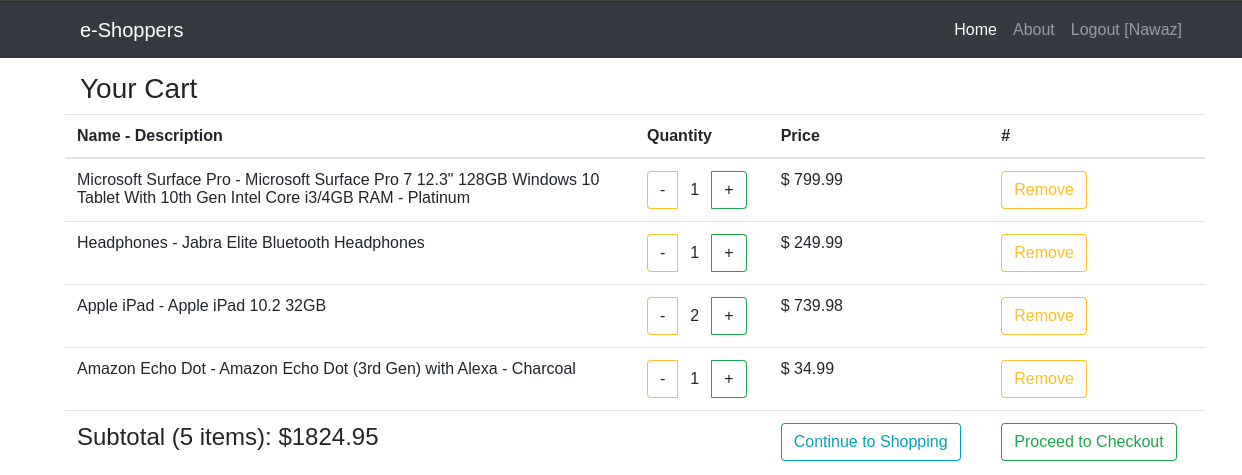 e-Shoppers Home About Logout [Nawaz]
Your Cart
Name - Description Quantity Price #
Microsoft Surface Pro - Microsoft Surface Pro 7 12.3" 128GB Windows 10
Tablet With 10th Gen Intel Core i3/4GB RAM - Platinum
- 1 + $ 799.99 Remove
Headphones - Jabra Elite Bluetooth Headphones - 1 + $ 249.99 Remove
Apple iPad - Apple iPad 10.2 32GB - 2 + $ 739.98 Remove
Amazon Echo Dot - Amazon Echo Dot (3rd Gen) with Alexa - Charcoal - 1 + $ 34.99 Remove
Subtotal (5 items): $1824.95 Continue to Shopping Proceed to Checkout